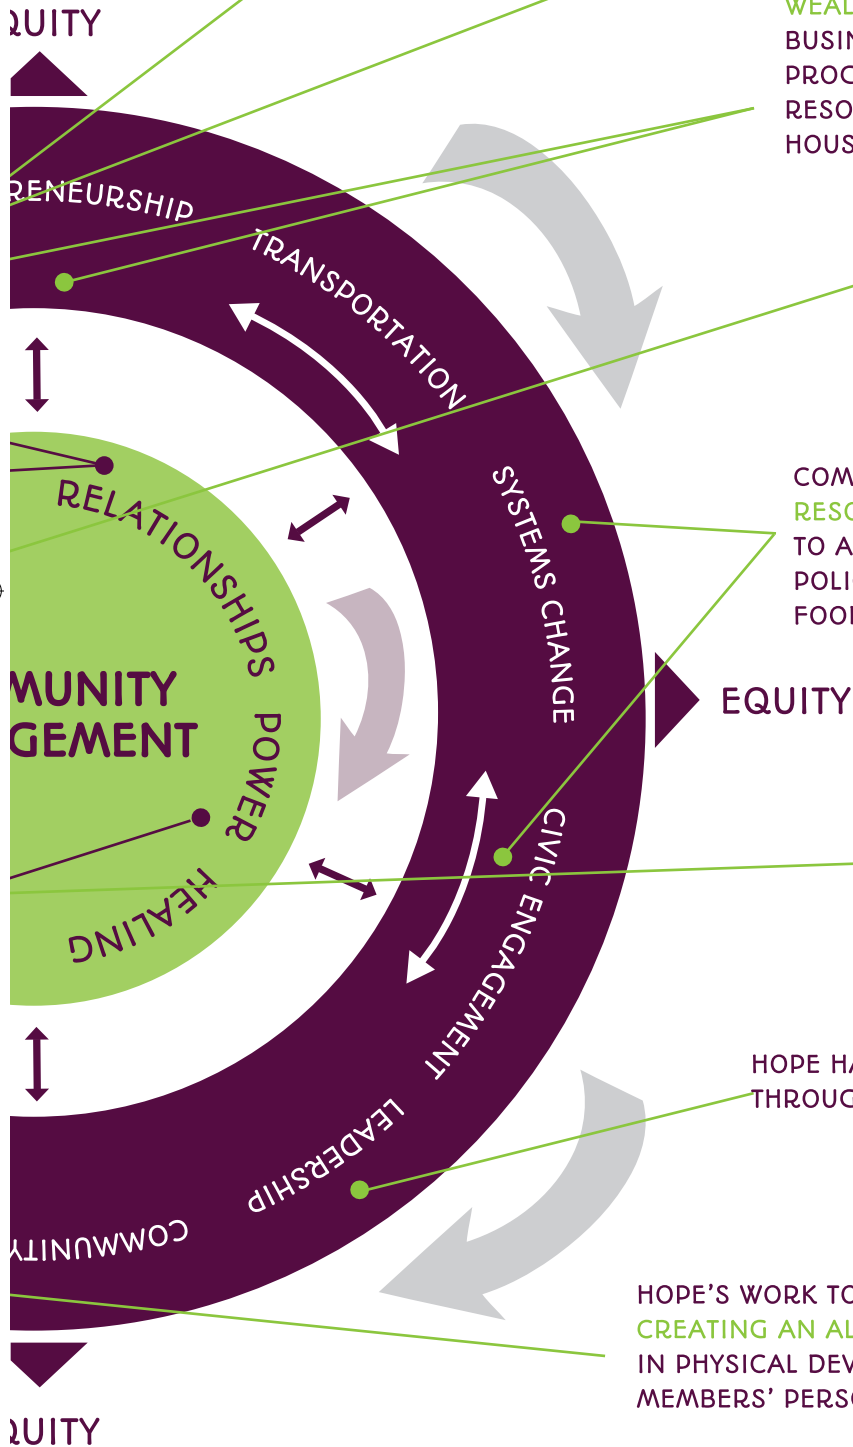 QUITY
WEAL
BUSIN
PROC
RESO
HOUS
RENEURSHIP
TRANSPORTATION
SYSTEMS CHANGE
COM
RESO
TO A
POLI
FOO
RELATIONSHIPS
MUNITY
GEMENT
POWER
HEALING
EQUITY
CIVIC ENGAGEMENT
LEADERSHIP
COMMUNITY
HOPE HA
THROUG
HOPE'S WORK TO
CREATING AN AL
IN PHYSICAL DEV
MEMBERS' PERSO
QUITY